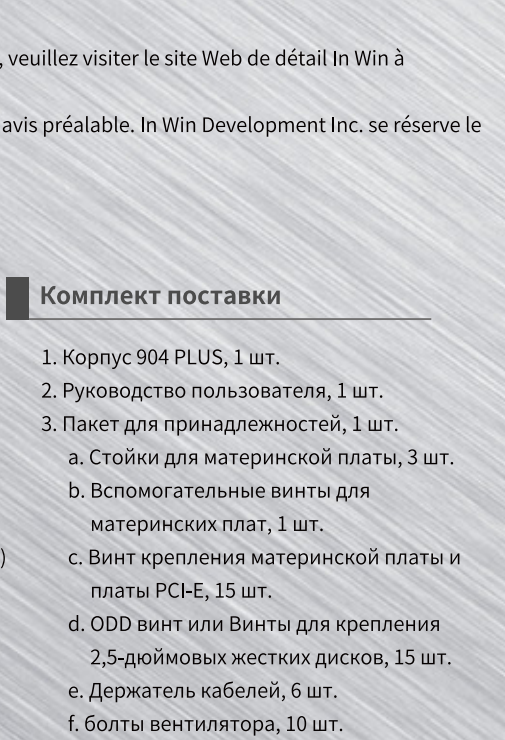 , veuillez visiter le site Web de détail In Win à
avis préalable. In Win Development Inc. se réserve le
Комплект поставки
1. Корпус 904 PLUS, 1 шт.
2. Руководство пользователя, 1 шт.
3. Пакет для принадлежностей, 1 шт.
a. Стойки для материнской платы, 3 шт.
b. Вспомогательные винты для
материнских плат, 1 шт.
)
c. Винт крепления материнской платы и
платы PCI-E, 15 шт.
d. ODD винт или Винты для крепления
2,5-дюймовых жестких дисков, 15 шт.
e. Держатель кабелей, 6 шт.
f. болты вентилятора, 10 шт.